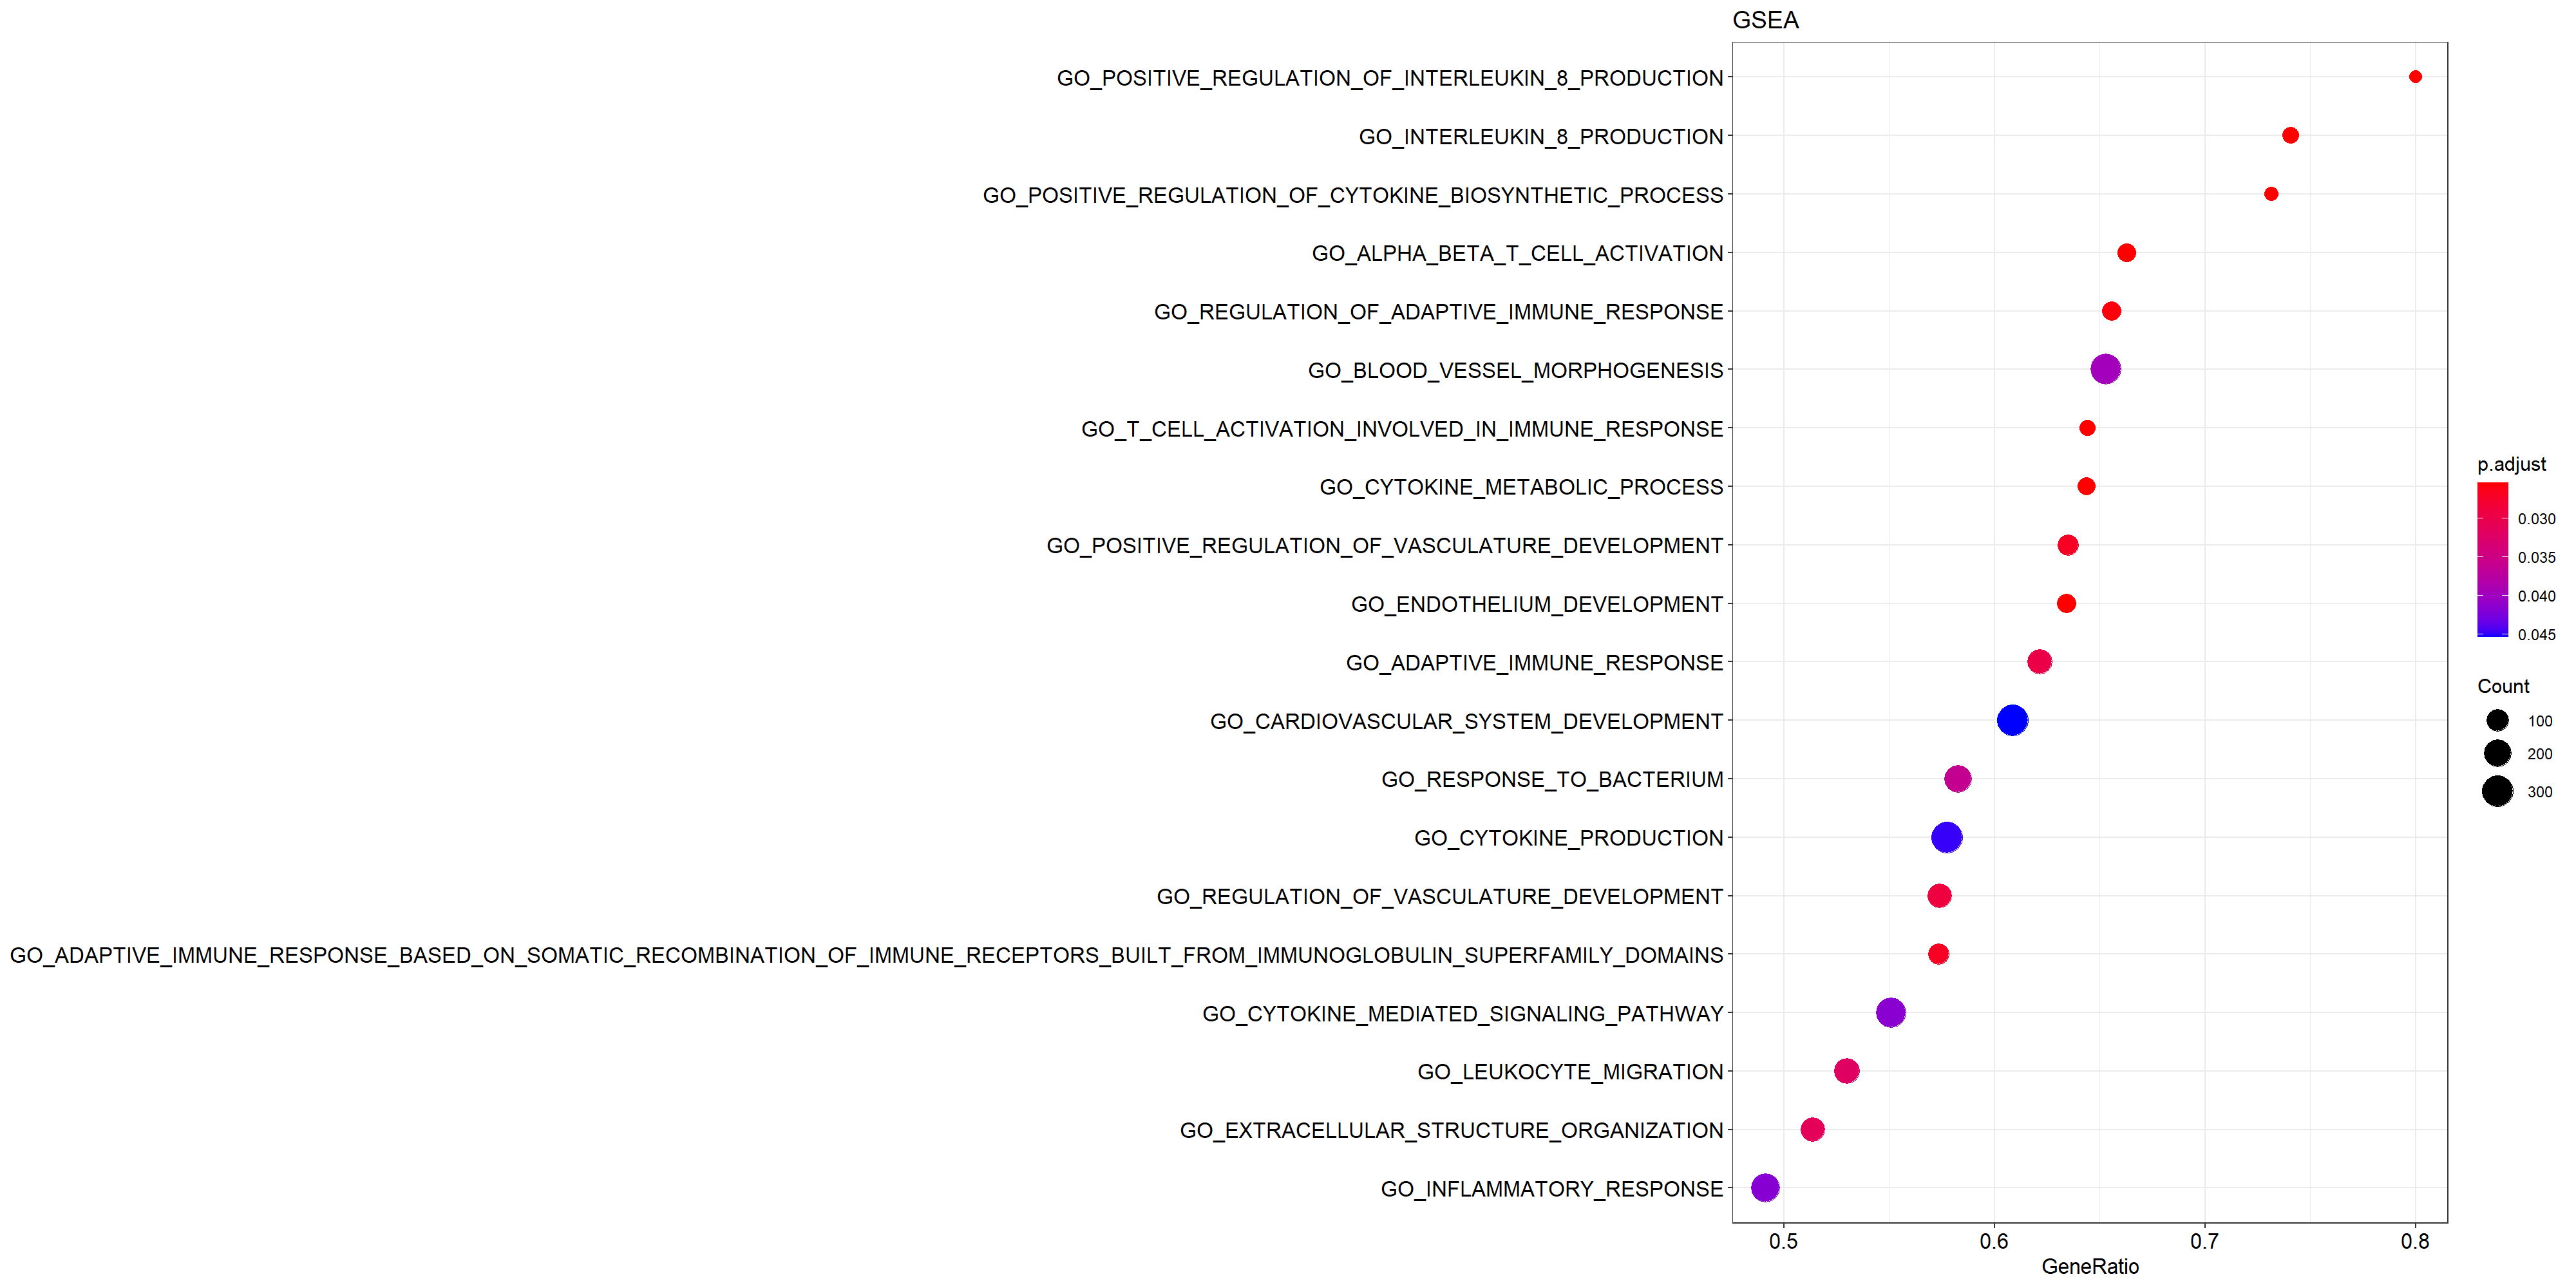 GSEA
GO_POSITIVE_REGULATION_OF_INTERLEUKIN_8_PRODUCTION
GO_INTERLEUKIN_8_PRODUCTION
GO_POSITIVE_REGULATION_OF_CYTOKINE_BIOSYNTHETIC_PROCESS
GO_ALPHA_BETA_T_CELL_ACTIVATION
GO_REGULATION_OF_ADAPTIVE_IMMUNE_RESPONSE
GO_BLOOD_VESSEL_MORPHOGENESIS
GO_T_CELL_ACTIVATION_INVOLVED_IN_IMMUNE_RESPONSE
GO_CYTOKINE_METABOLIC_PROCESS
GO_POSITIVE_REGULATION_OF_VASCULATURE_DEVELOPMENT
GO_ENDOTHELIUM_DEVELOPMENT
GO_ADAPTIVE_IMMUNE_RESPONSE
GO_CARDIOVASCULAR_SYSTEM_DEVELOPMENT
GO_RESPONSE_TO_BACTERIUM
GO_CYTOKINE_PRODUCTION
GO_REGULATION_OF_VASCULATURE_DEVELOPMENT
GO_ADAPTIVE_IMMUNE_RESPONSE_BASED_ON_SOMATIC_RECOMBINATION_OF_IMMUNE_RECEPTORS_BUILT_FROM_IMMUNOGLOBULIN_SUPERFAMILY_DOMAINS
GO_CYTOKINE_MEDIATED_SIGNALING_PATHWAY
GO_LEUKOCYTE_MIGRATION
GO_EXTRACELLULAR_STRUCTURE_ORGANIZATION
GO_INFLAMMATORY_RESPONSE
0.5 0.6 0.7 0.8
GeneRatio
p.adjust
0.030
0.035
0.040
0.045
Count
100
200
300